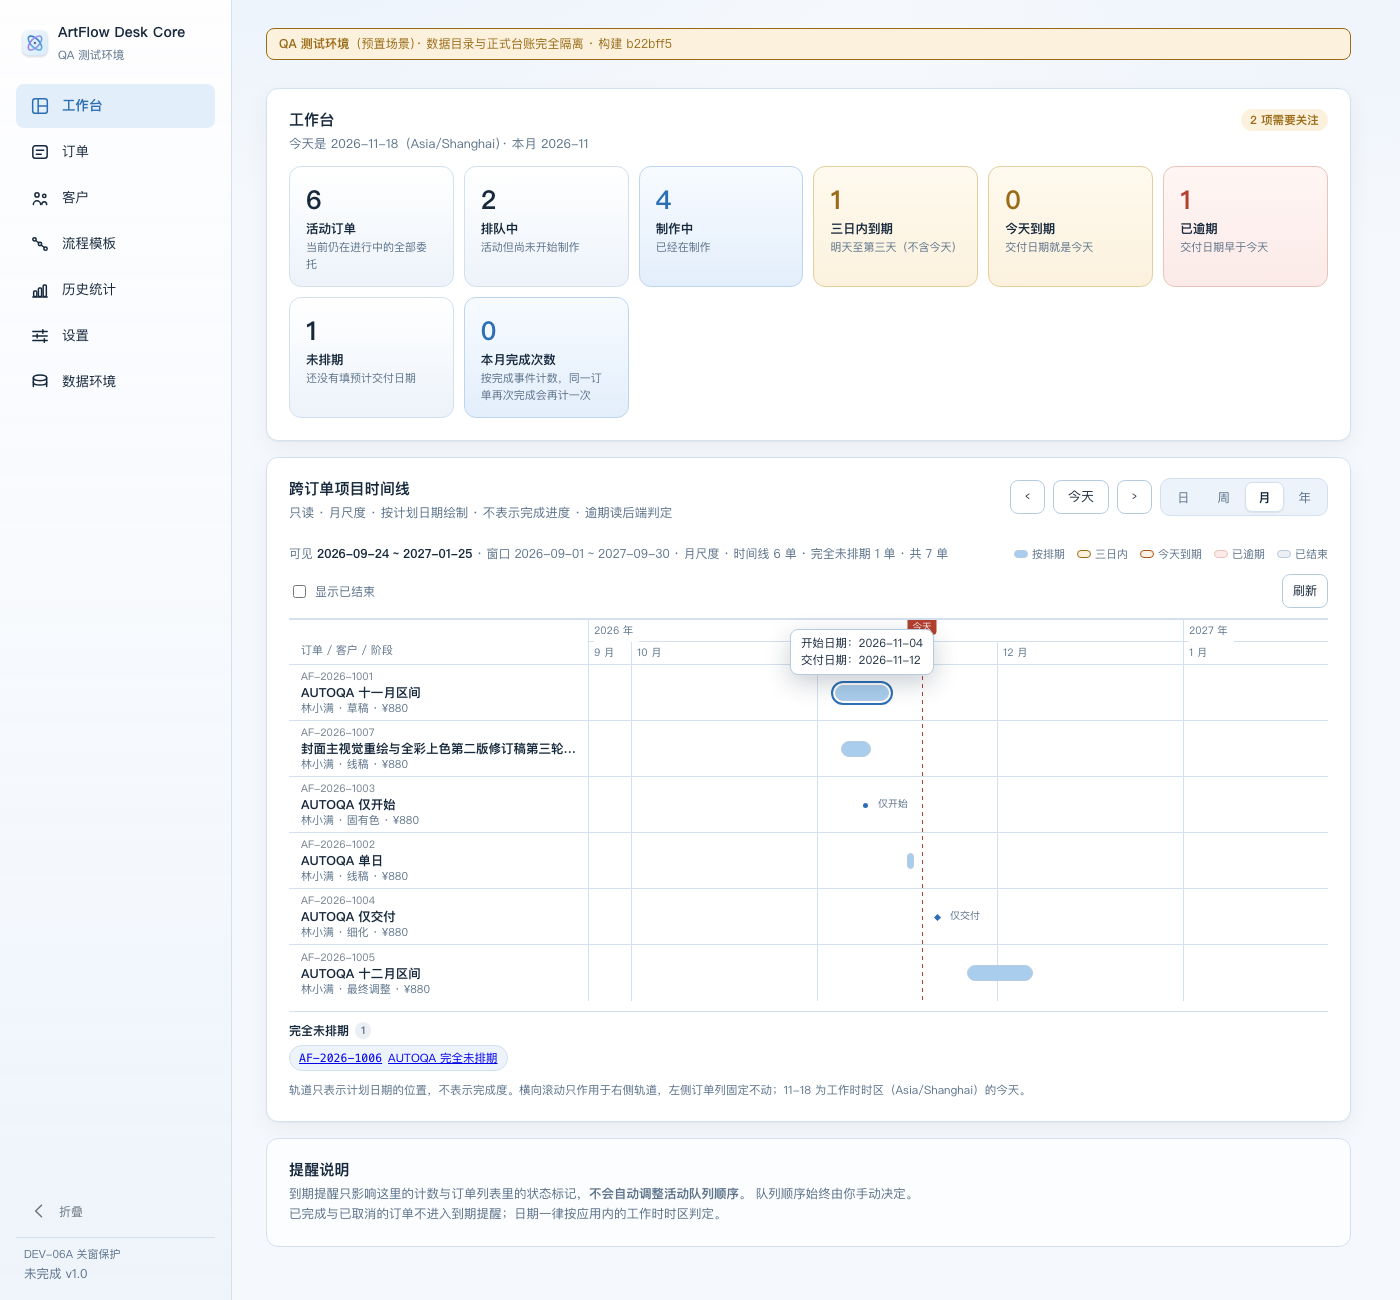 ArtFlow Desk Core
QA 测试环境
工作台
订单
客户
流程模板
历史统计
设置
数据环境
折叠
DEV-06A 关窗保护
未完成 v1.0
QA 测试环境（预置场景）· 数据目录与正式台账完全隔离 · 构建 b22bff5
工作台
今天是 2026-11-18（Asia/Shanghai）· 本月 2026-11
2 项需要关注
6
活动订单
当前仍在进行中的全部委
托
2
排队中
活动但尚未开始制作
4
制作中
已经在制作
1
三日内到期
明天至第三天（不含今天）
0
今天到期
交付日期就是今天
1
已逾期
交付日期早于今天
1
未排期
还没有填预计交付日期
0
本月完成次数
按完成事件计数，同一订
单再次完成会再计一次
跨订单项目时间线
只读 · 月尺度 · 按计划日期绘制 · 不表示完成进度 · 逾期读后端判定
‹ 今天 › 日 周 月 年
可见 2026-09-24 ~ 2027-01-25 · 窗口 2026-09-01 ~ 2027-09-30 · 月尺度 · 时间线 6 单 · 完全未排期 1 单 · 共 7 单
按排期 三日内 今天到期 已逾期 已结束
显示已结束
刷新
订单 / 客户 / 阶段
2026 年 今天 2027 年
9 月 10 月 12 月 1 月
开始日期：2026-11-04
交付日期：2026-11-12
AF-2026-1001
AUTOQA 十一月区间
林小满 · 草稿 · ¥880
AF-2026-1007
封面主视觉重绘与全彩上色第二版修订稿第三轮...
林小满 · 线稿 · ¥880
AF-2026-1003
AUTOQA 仅开始
林小满 · 固有色 · ¥880
仅开始
AF-2026-1002
AUTOQA 单日
林小满 · 线稿 · ¥880
AF-2026-1004
AUTOQA 仅交付
林小满 · 细化 · ¥880
仅交付
AF-2026-1005
AUTOQA 十二月区间
林小满 · 最终调整 · ¥880
完全未排期 1
AF-2026-1006 AUTOQA 完全未排期
轨道只表示计划日期的位置，不表示完成度。横向滚动只作用于右侧轨道，左侧订单列固定不动；11-18 为工作时时区（Asia/Shanghai）的今天。
提醒说明
到期提醒只影响这里的计数与订单列表里的状态标记，不会自动调整活动队列顺序。 队列顺序始终由你手动决定。
已完成与已取消的订单不进入到期提醒；日期一律按应用内的工作时时区判定。